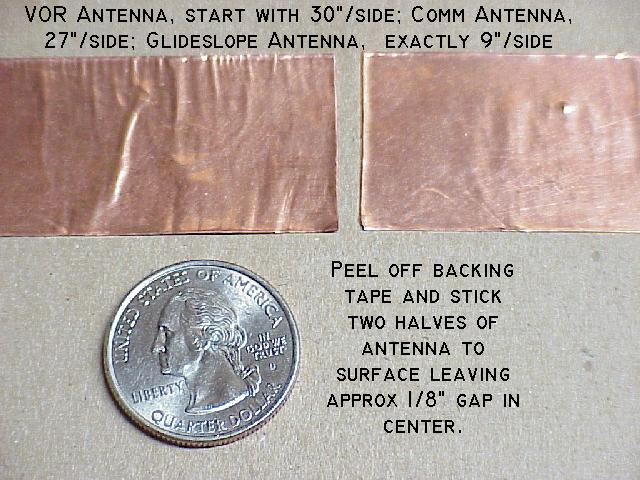 VOR Antenna, start with 30"/side; Comm Antenna,
27"/side; Glideslope Antenna, exactly 9"/side
Peel off backing
tape and stick
two halves of
antenna to
surface leaving
approx 1/8" gap in
center.
UNITED STATES OF AMERICA
IN
GOD WE
TRUST
D
LIBERTY
QUARTER DOLLAR